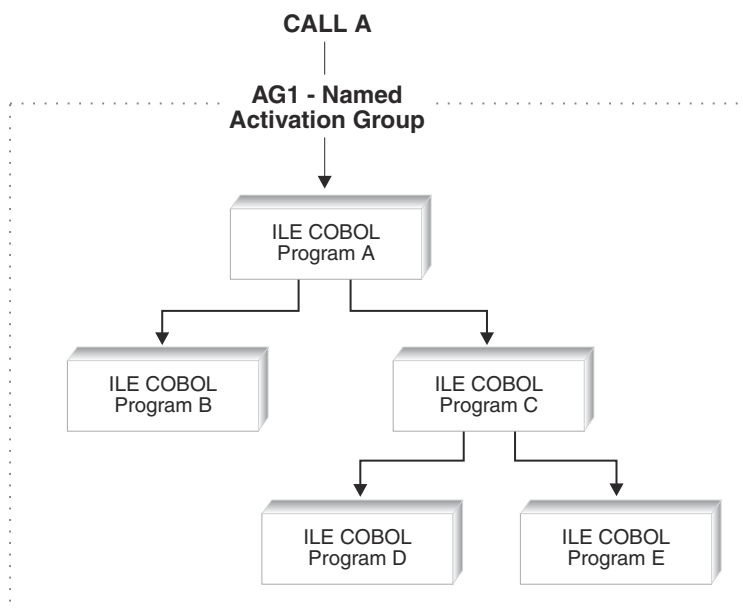 CALL A
AG1 - Named
Activation Group
ILE COBOL
Program A
ILE COBOL
Program B
ILE COBOL
Program C
ILE COBOL
Program D
ILE COBOL
Program E